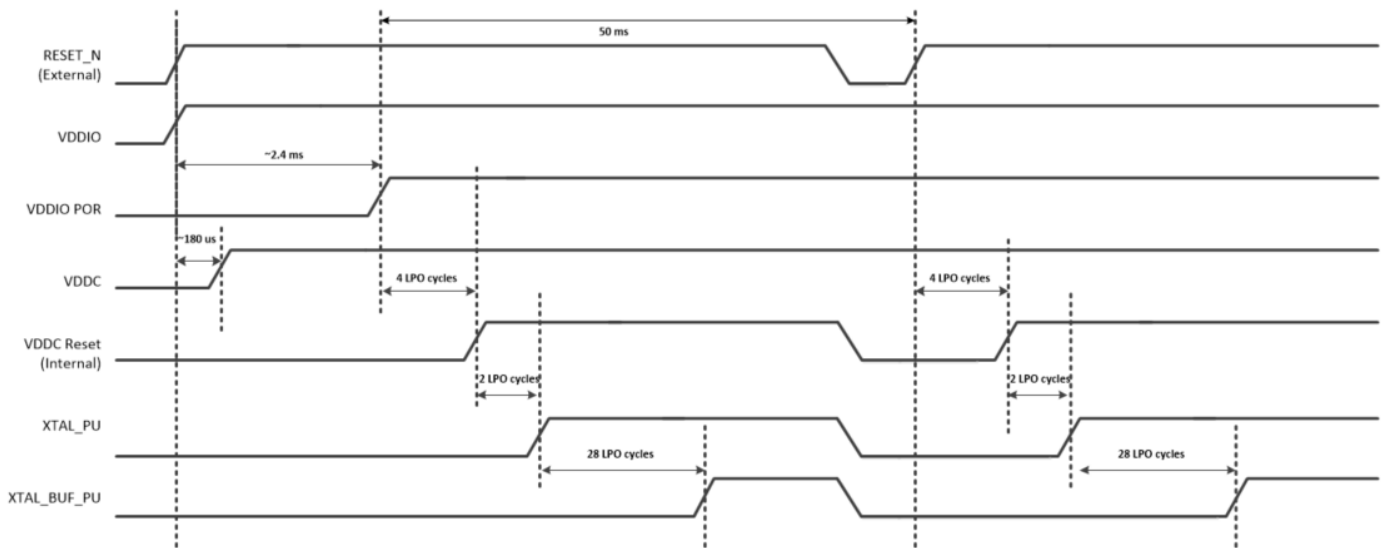 50 ms
RESET_N
(External)
VDDIO
~2.4 ms
VDDIO POR
~180 us
VDDC
4 LPO cycles
4 LPO cycles
VDDC Reset
(Internal)
2 LPO cycles
2 LPO cycles
XTAL_PU
28 LPO cycles
28 LPO cycles
XTAL_BUF_PU